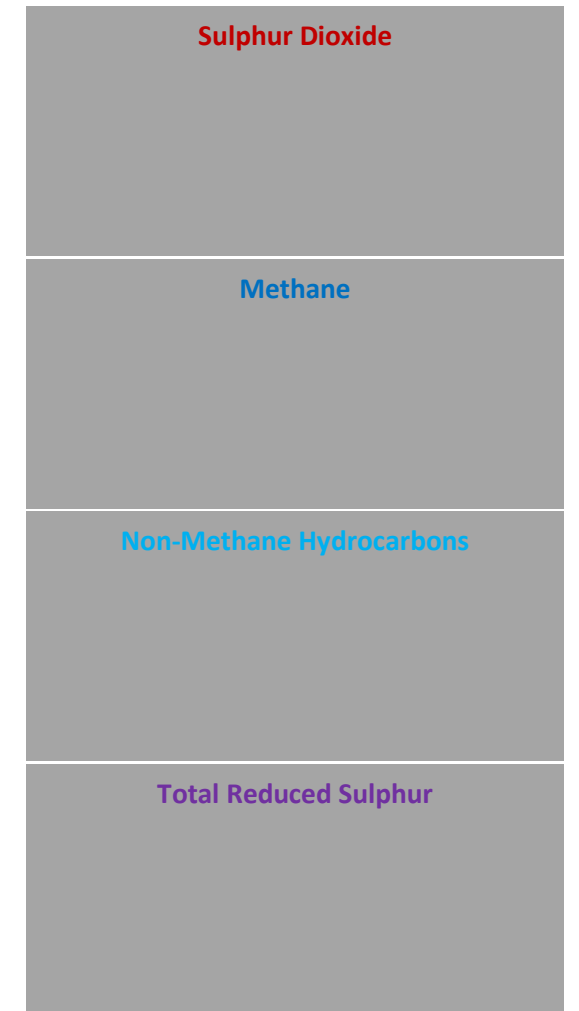 Sulphur Dioxide
Methane
Non-Methane Hydrocarbons
Total Reduced Sulphur